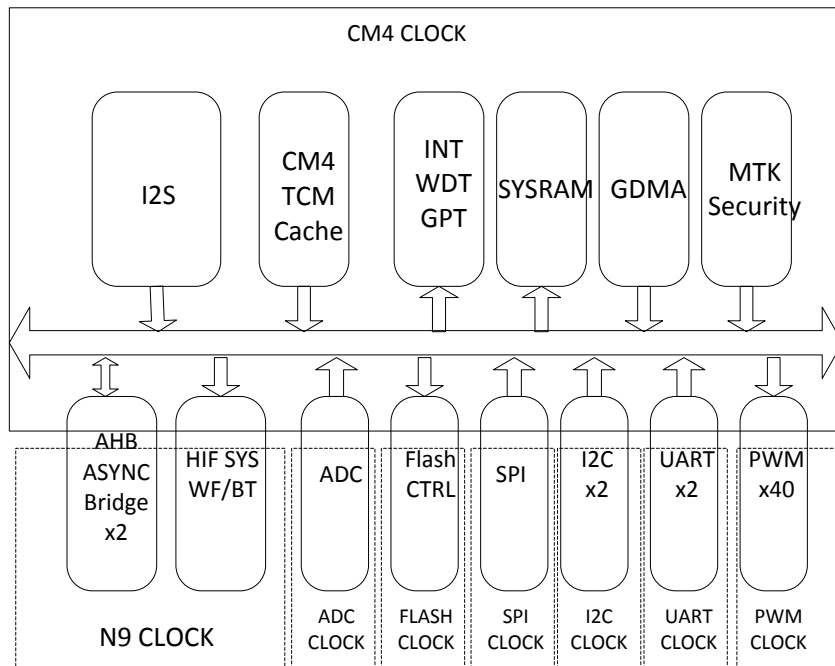 CM4 CLOCK
I2S
CM4
TCM
Cache
INT
WDT
GPT
SYSRAM
GDMA
MTK
Security
AHB
ASYNC
Bridge
x2
HIF SYS
WF/BT
ADC
Flash
CTRL
SPI
I2C
x2
UART
x2
PWM
x40
N9 CLOCK
ADC
CLOCK
FLASH
CLOCK
SPI
CLOCK
I2C
CLOCK
UART
CLOCK
PWM
CLOCK